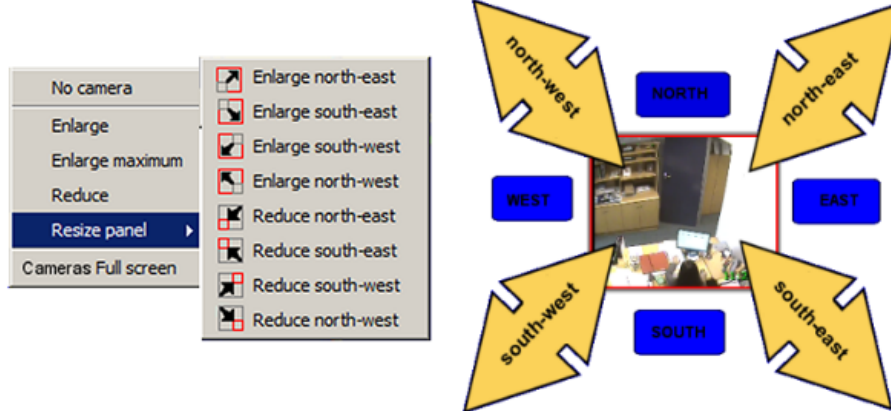 No camera
Enlarge
Enlarge maximum
Reduce
Resize panel
Cameras Full screen
Enlarge north-east
Enlarge south-east
Enlarge south-west
Enlarge north-west
Reduce north-east
Reduce south-east
Reduce south-west
Reduce north-west
north-west
NORTH
north-east
WEST
EAST
south-west
SOUTH
south-east